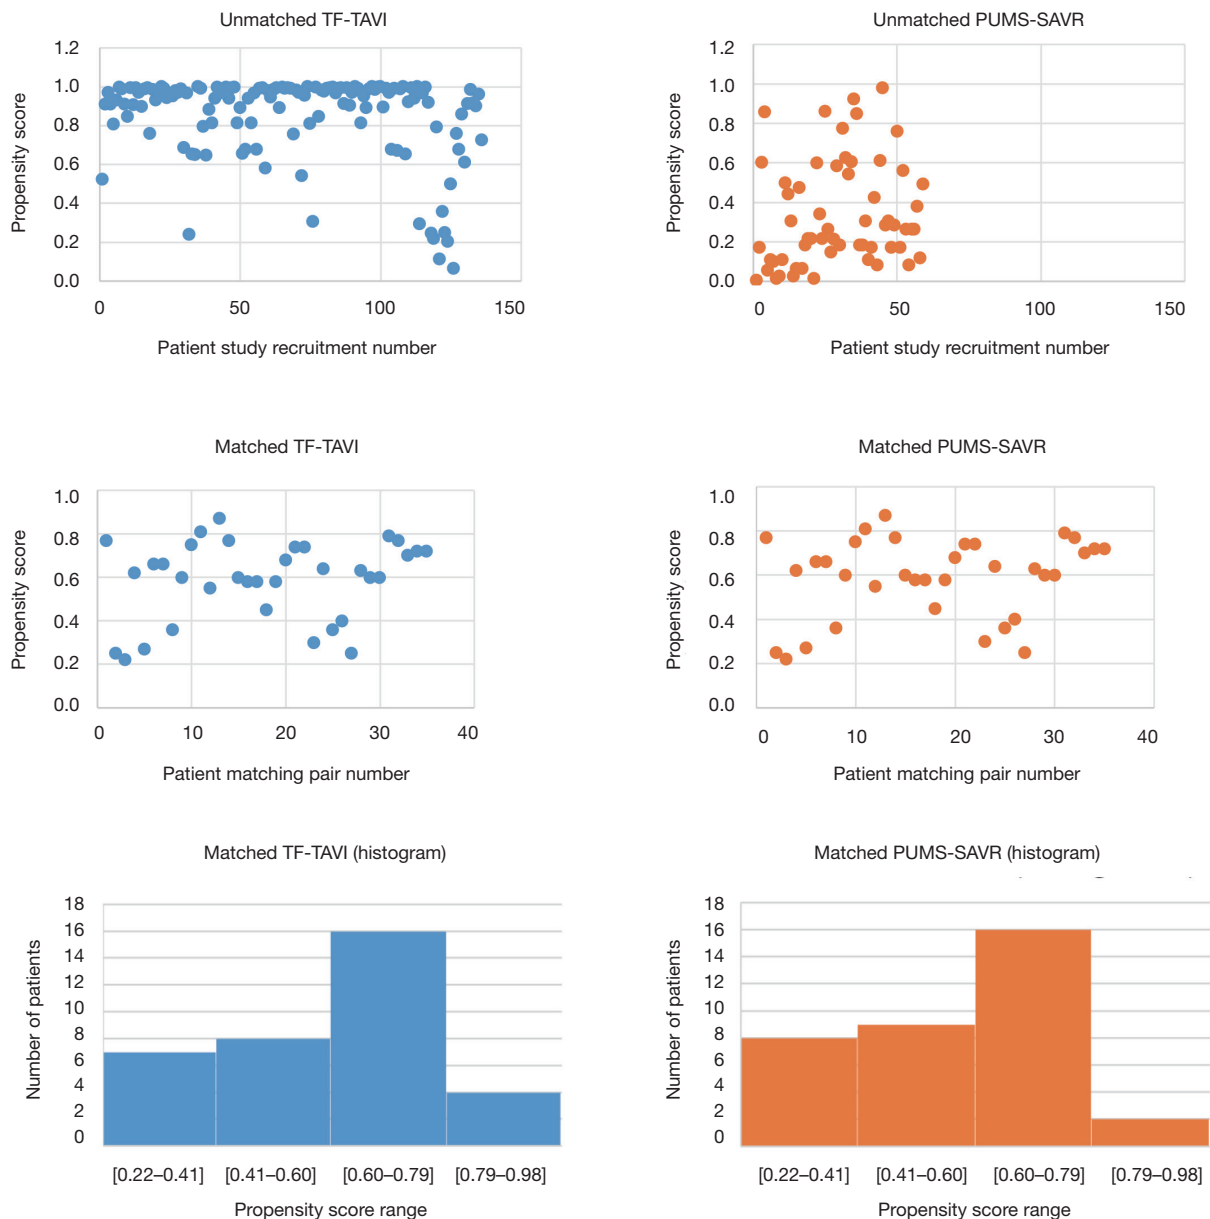 Unmatched TF-TAVI
Propensity score
1.2
1.0
0.8
0.6
0.4
0.2
0.0
0 50 100 150
Patient study recruitment number
Unmatched PUMS-SAVR
Propensity score
1.2
1.0
0.8
0.6
0.4
0.2
0.0
0 50 100 150
Patient study recruitment number
Matched TF-TAVI
Propensity score
1.0
0.8
0.6
0.4
0.2
0.0
0 10 20 30 40
Patient matching pair number
Matched PUMS-SAVR
Propensity score
1.0
0.8
0.6
0.4
0.2
0.0
0 10 20 30 40
Patient matching pair number
Matched TF-TAVI (histogram)
Number of patients
18
16
14
12
10
8
6
4
2
0
[0.22–0.41] [0.41–0.60] [0.60–0.79] [0.79–0.98]
Propensity score range
Matched PUMS-SAVR (histogram)
Number of patients
18
16
14
12
10
8
6
4
2
0
[0.22–0.41] [0.41–0.60] [0.60–0.79] [0.79–0.98]
Propensity score range